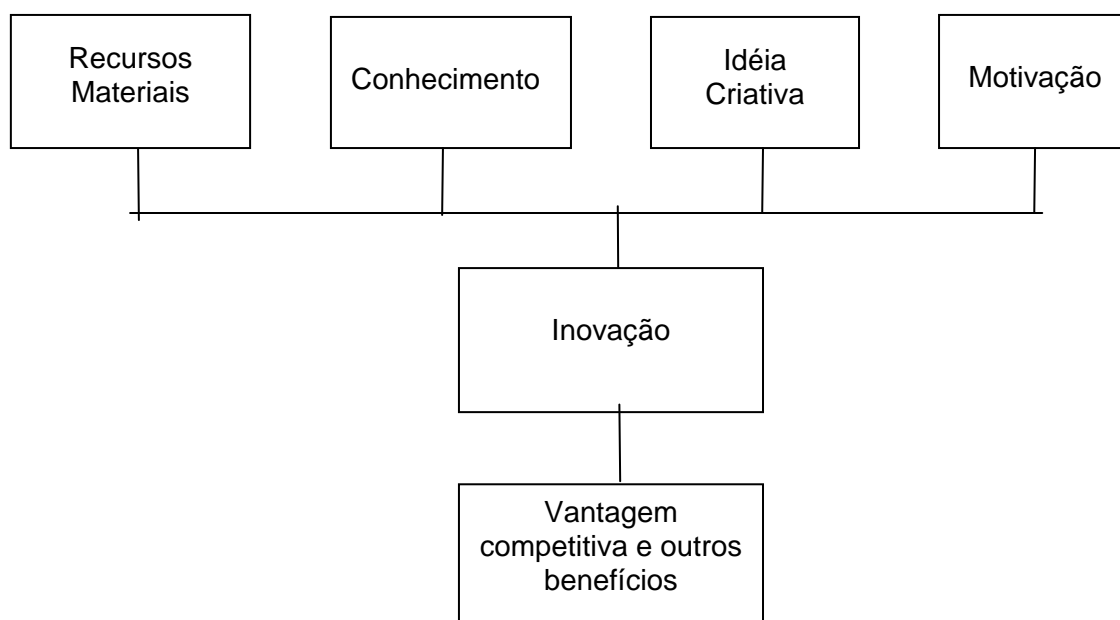 Recursos
Materiais
Conhecimento
Idéia
Criativa
Motivação
Inovação
Vantagem
competitiva e outros
benefícios